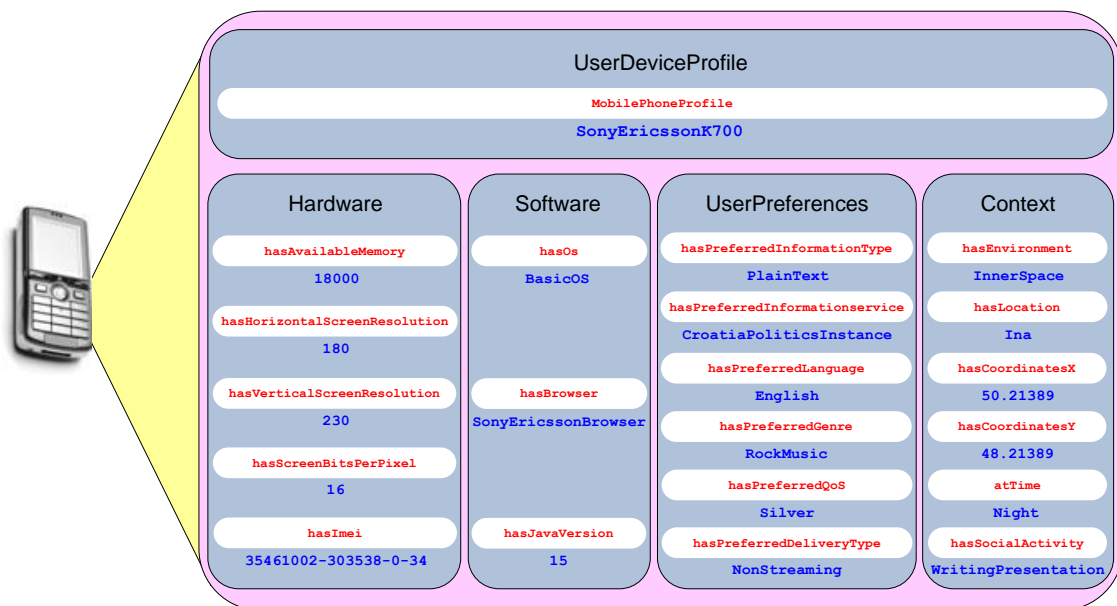 UserDeviceProfile
MobilePhoneProfile
SonyEricssonK700
Hardware
hasAvailableMemory
18000
hasHorizontalScreenResolution
180
hasVerticalScreenResolution
230
hasScreenBitsPerPixel
16
hasImei
35461002-303538-0-34
Software
hasOs
BasicOS
hasBrowser
SonyEricssonBrowser
hasJavaVersion
15
UserPreferences
hasPreferredInformationType
PlainText
hasPreferredInformationservice
CroatiaPoliticsInstance
hasPreferredLanguage
English
hasPreferredGenre
RockMusic
hasPreferredQoS
Silver
hasPreferredDeliveryType
NonStreaming
Context
hasEnvironment
InnerSpace
hasLocation
Ina
hasCoordinatesX
50.21389
hasCoordinatesY
48.21389
atTime
Night
hasSocialActivity
WritingPresentation